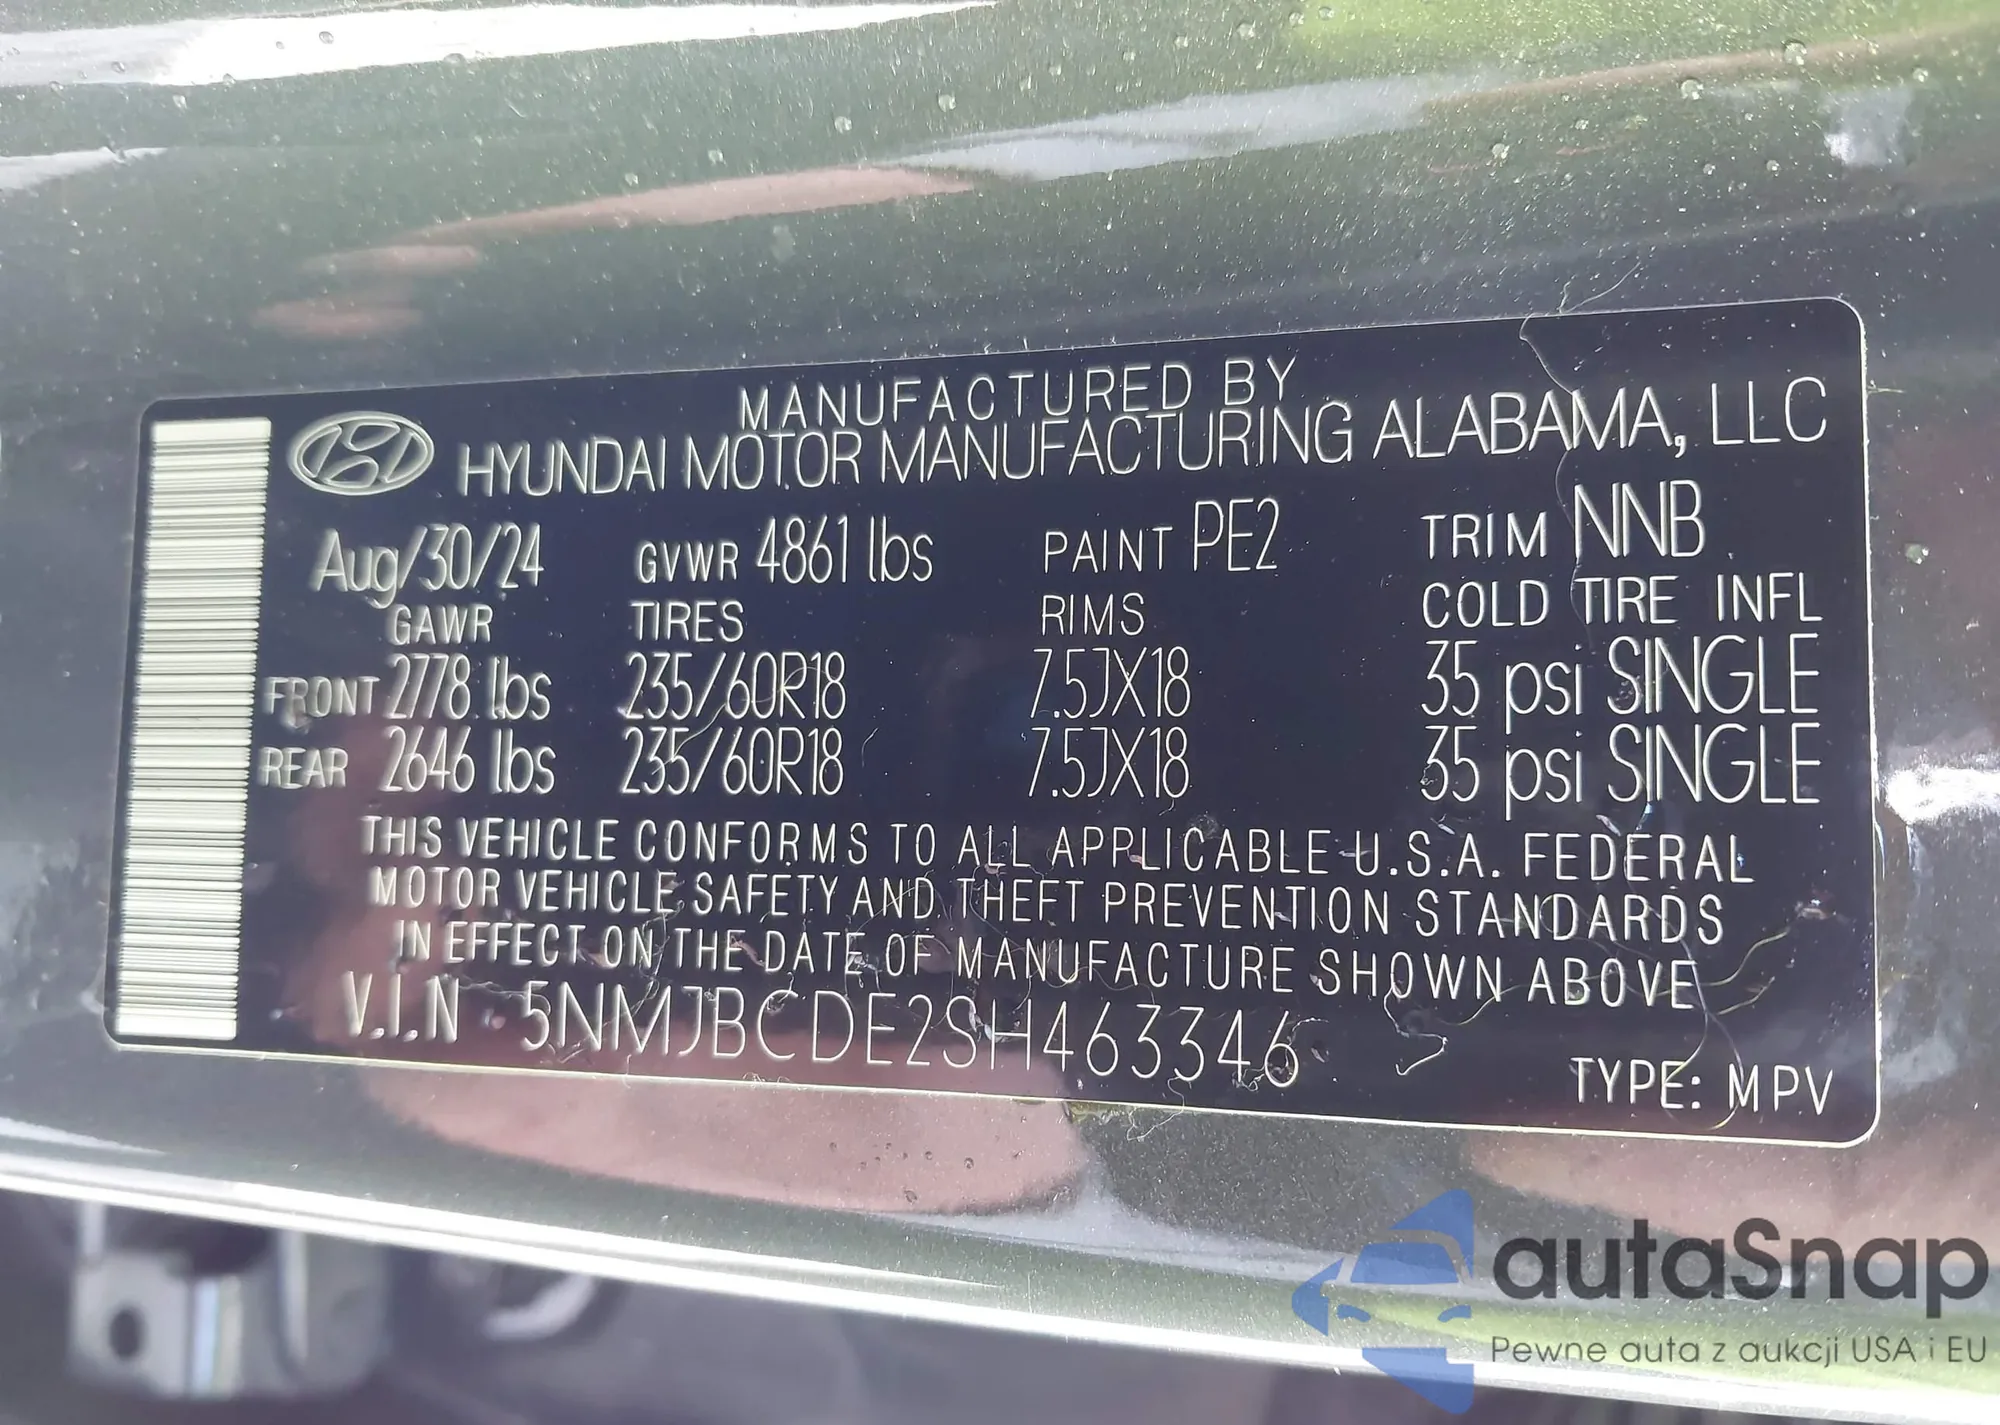 MANUFACTURED BY
HYUNDAI MOTOR MANUFACTURING ALABAMA, LLC
Aug/30/24 GVWR 4861 lbs PAINT PE2 TRIM NNB
GAWR TIRES RIMS COLD TIRE INFL
FRONT 2778 lbs 235/60R18 7.5JX18 35 psi SINGLE
REAR 2646 lbs 235/60R18 7.5JX18 35 psi SINGLE
THIS VEHICLE CONFORMS TO ALL APPLICABLE U.S.A. FEDERAL
MOTOR VEHICLE SAFETY AND THEFT PREVENTION STANDARDS
IN EFFECT ON THE DATE OF MANUFACTURE SHOWN ABOVE
V.I.N 5NMJBCDE2SH463346
TYPE: MPV
autaSnap
Pewne auta z aukcji USA i EU